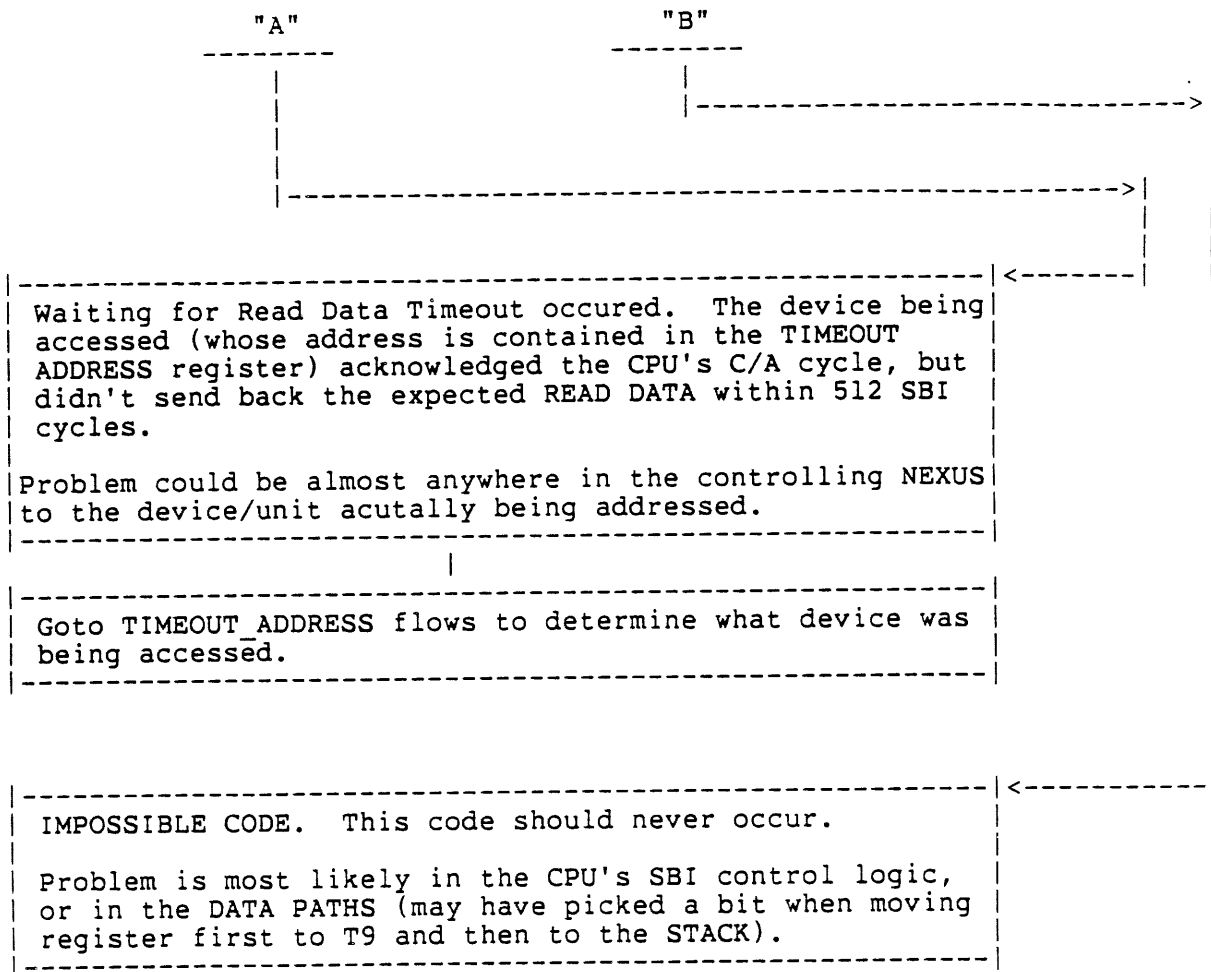 "A" "B"
Waiting for Read Data Timeout occured. The device being
accessed (whose address is contained in the TIMEOUT
ADDRESS register) acknowledged the CPU's C/A cycle, but
didn't send back the expected READ DATA within 512 SBI
cycles.
Problem could be almost anywhere in the controlling NEXUS
to the device/unit acutally being addressed.
Goto TIMEOUT_ADDRESS flows to determine what device was
being accessed.
IMPOSSIBLE CODE. This code should never occur.
Problem is most likely in the CPU's SBI control logic,
or in the DATA PATHS (may have picked a bit when moving
register first to T9 and then to the STACK).